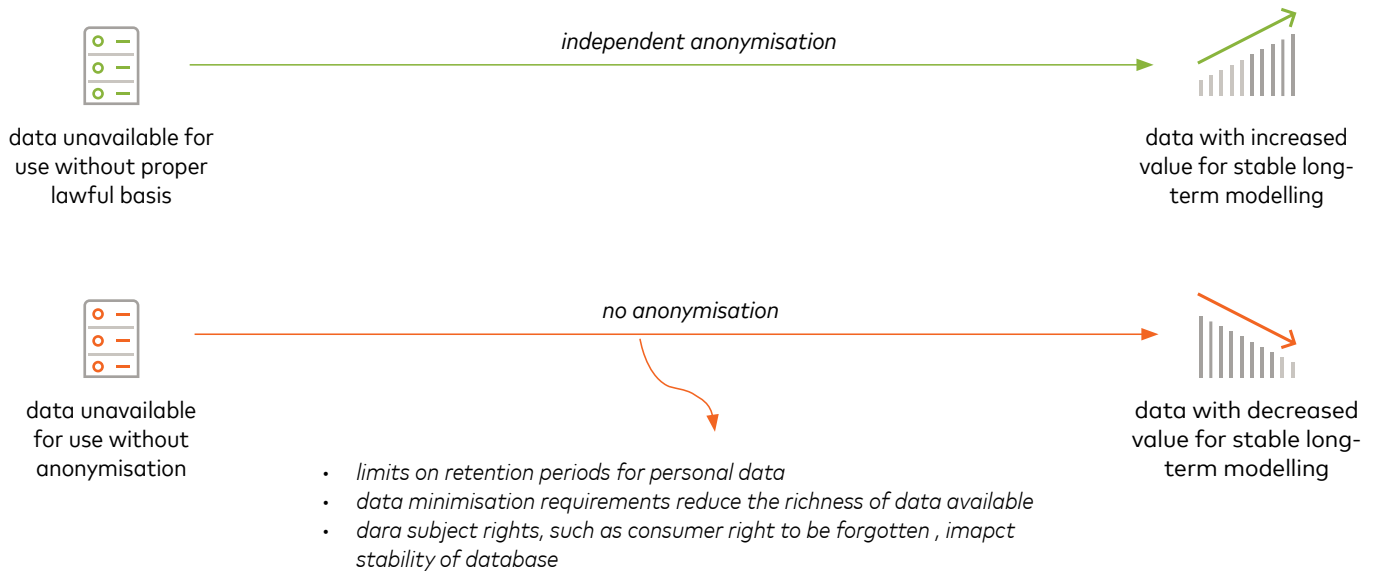 independent anonymisation
data unavailable for
use without proper
lawful basis
data with increased
value for stable long-
term modelling
no anonymisation
data unavailable
for use without
anonymisation
data with decreased
value for stable long-
term modelling
• limits on retention periods for personal data
• data minimisation requirements reduce the richness of data available
• dara subject rights, such as consumer right to be forgotten , imapct
stability of database